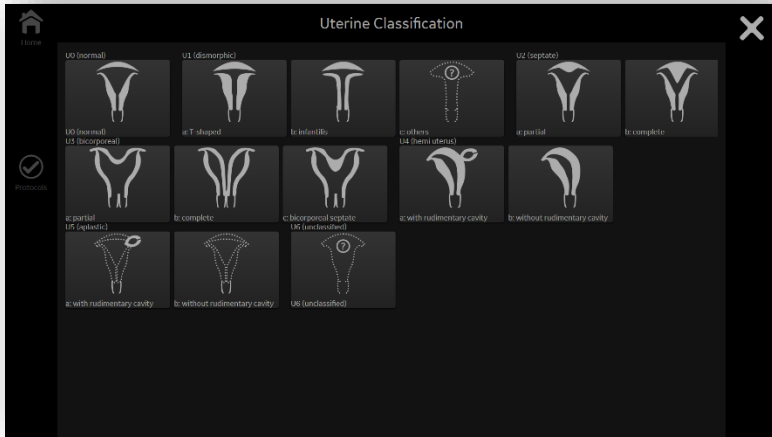 Uterine Classification
Home
U0 (normal) U1 (dismorphic) U2 (septate)
?
U0 (normal) a: T-shaped b: infantilis c: others a: partial b: complete
U3 (bicorporeal) U4 (hemi uterus)
Protocols
a: partial b: complete c: bicorporeal septate a: with rudimentary cavity b: without rudimentary cavity
U5 (aplastic) U6 (unclassified)
?
a: with rudimentary cavity b: without rudimentary cavity U6 (unclassified)